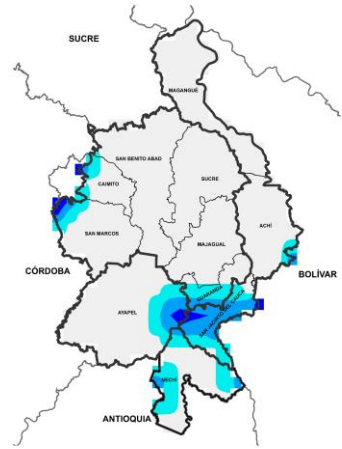 SUCRE
MAGANGUÉ
SAN BENITO ABAD
SUCRE
CAIMITO
ACHÍ
SAN MARCOS
MAJAGUAL
CÓRDOBA
BOLÍVAR
GUARANDA
AYAPEL
SAN JACINTO DEL CAUCA
NECHÍ
ANTIOQUIA